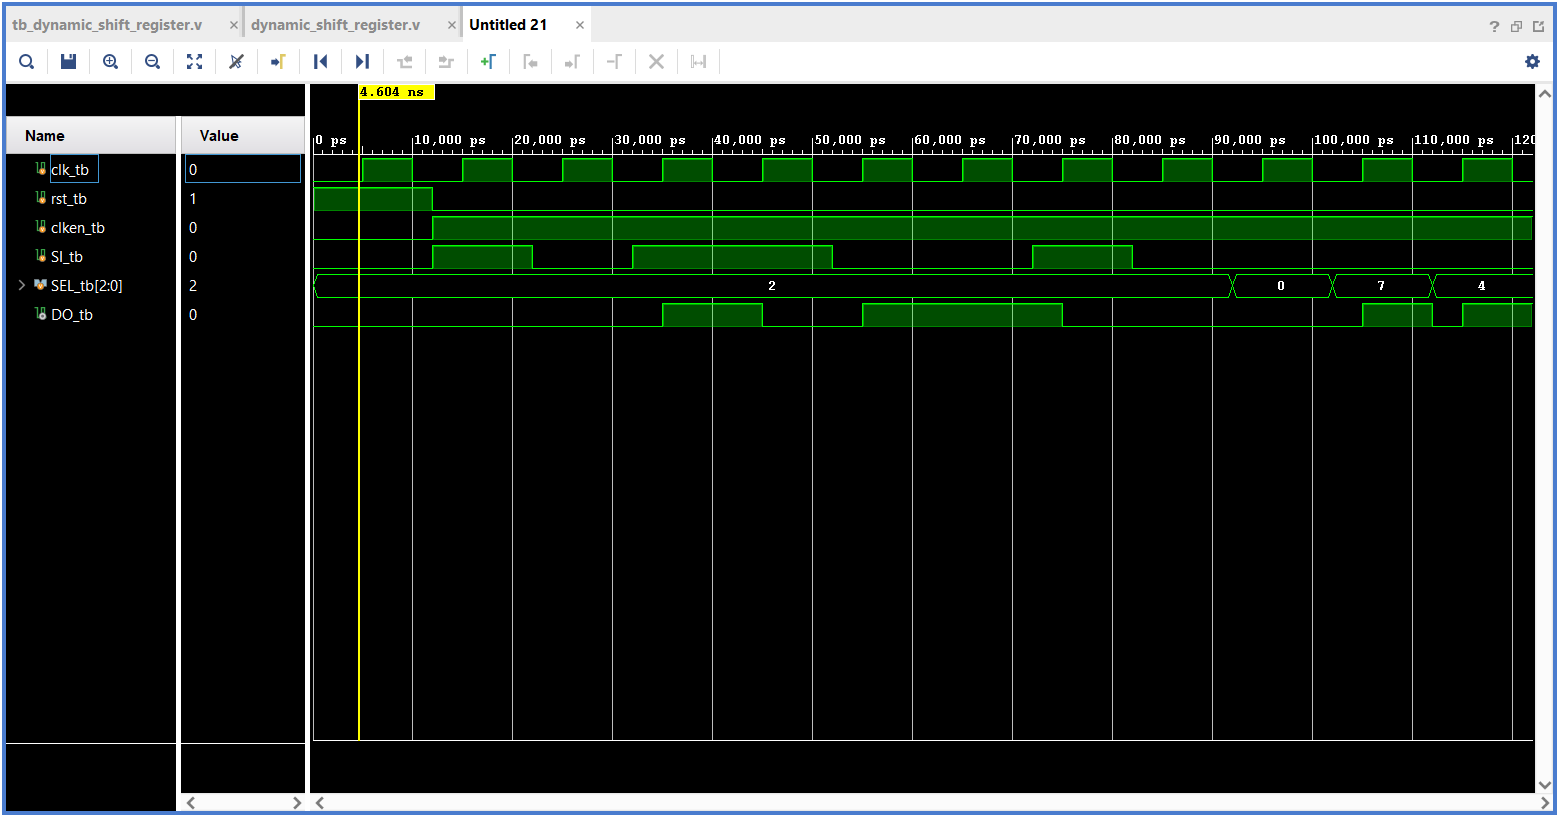 tb_dynamic_shift_register.v × dynamic_shift_register.v × Untitled 21 ×
?
4.604 ns
Name Value
0 ps 10,000 ps 20,000 ps 30,000 ps 40,000 ps 50,000 ps 60,000 ps 70,000 ps 80,000 ps 90,000 ps 100,000 ps 110,000 ps 120
clk_tb 0
rst_tb 1
clken_tb 0
SI_tb 0
SEL_tb[2:0] 2 2 0 7 4
DO_tb 0